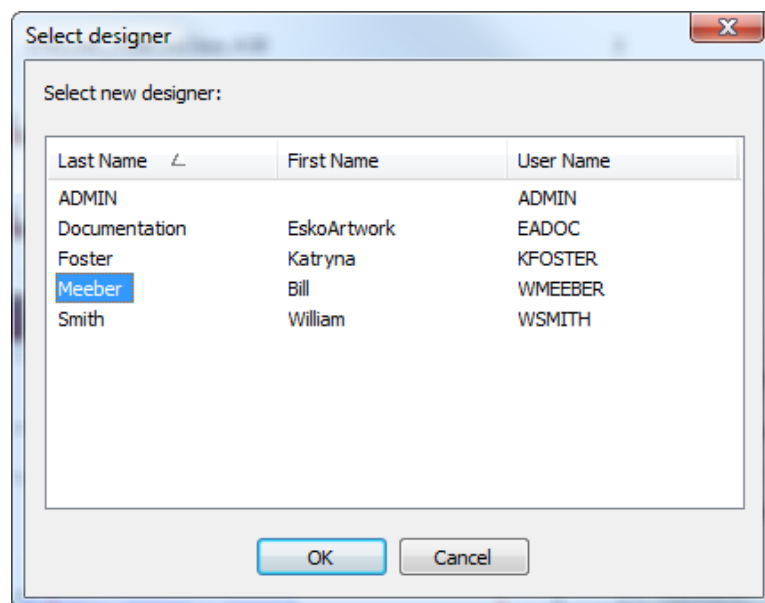 Select designer
Select new designer:
Last Name First Name User Name
ADMIN ADMIN
Documentation EskoArtwork EADOC
Foster Katryna KFOSTER
Meeber Bill WMEEBER
Smith William WSMITH
OK Cancel